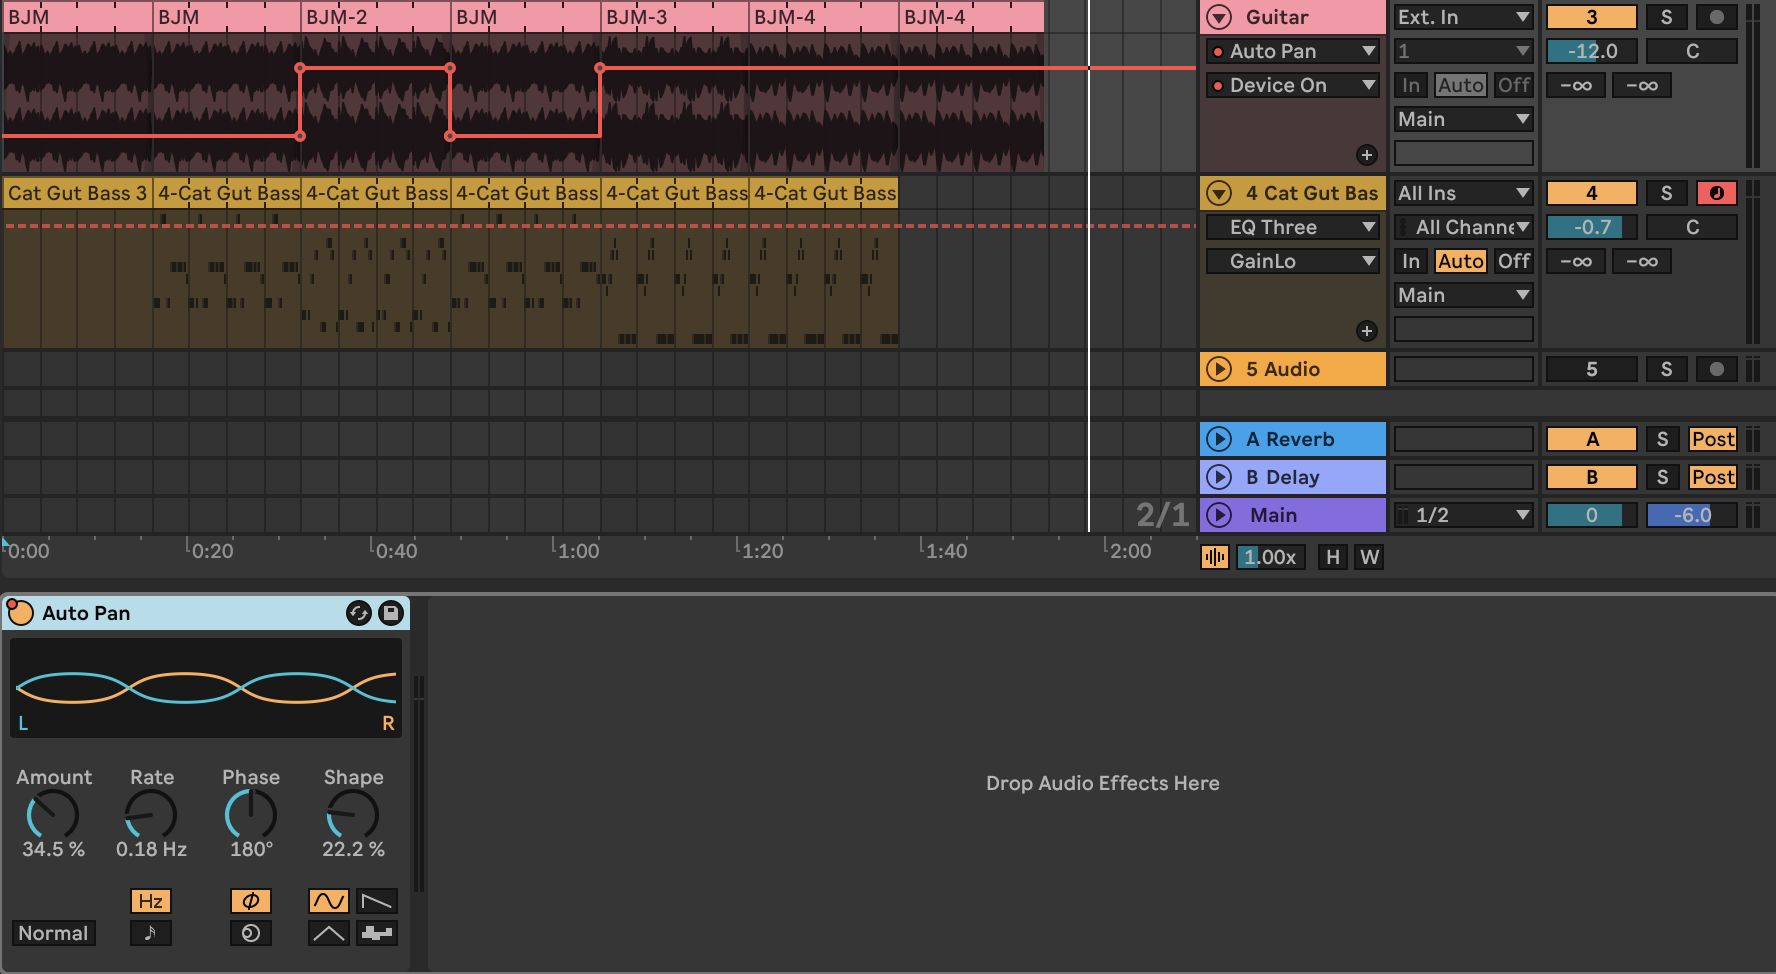 BJM BJM BJM-2 BJM BJM-3 BJM-4 BJM-4
Guitar Ext. In 3 S
Auto Pan 1 -12.0 C
Device On In Auto Off -∞ -∞
Main
Cat Gut Bass 3 4-Cat Gut Bass 4-Cat Gut Bass 4-Cat Gut Bass 4-Cat Gut Bass 4-Cat Gut Bass
4 Cat Gut Bas All Ins 4 S
EQ Three All Channe -0.7 C
GainLo In Auto Off -∞ -∞
Main
5 Audio 5 S
A Reverb A S Post
B Delay B S Post
2/1 Main 1/2 0 -6.0
0:00 0:20 0:40 1:00 1:20 1:40 2:00 1.00x H W
Auto Pan
L R
Amount Rate Phase Shape
34.5 % 0.18 Hz 180° 22.2 %
Hz
Normal
Drop Audio Effects Here